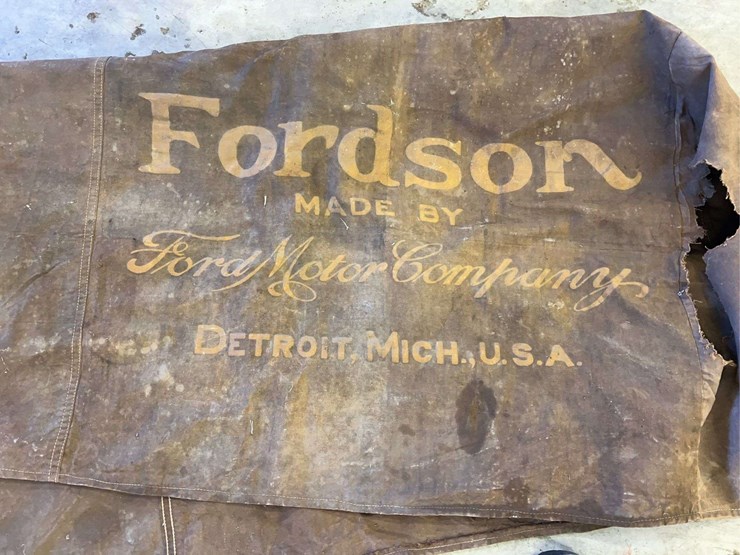 Fordson
MADE BY
Ford Motor Company
DETROIT, MICH., U.S.A.